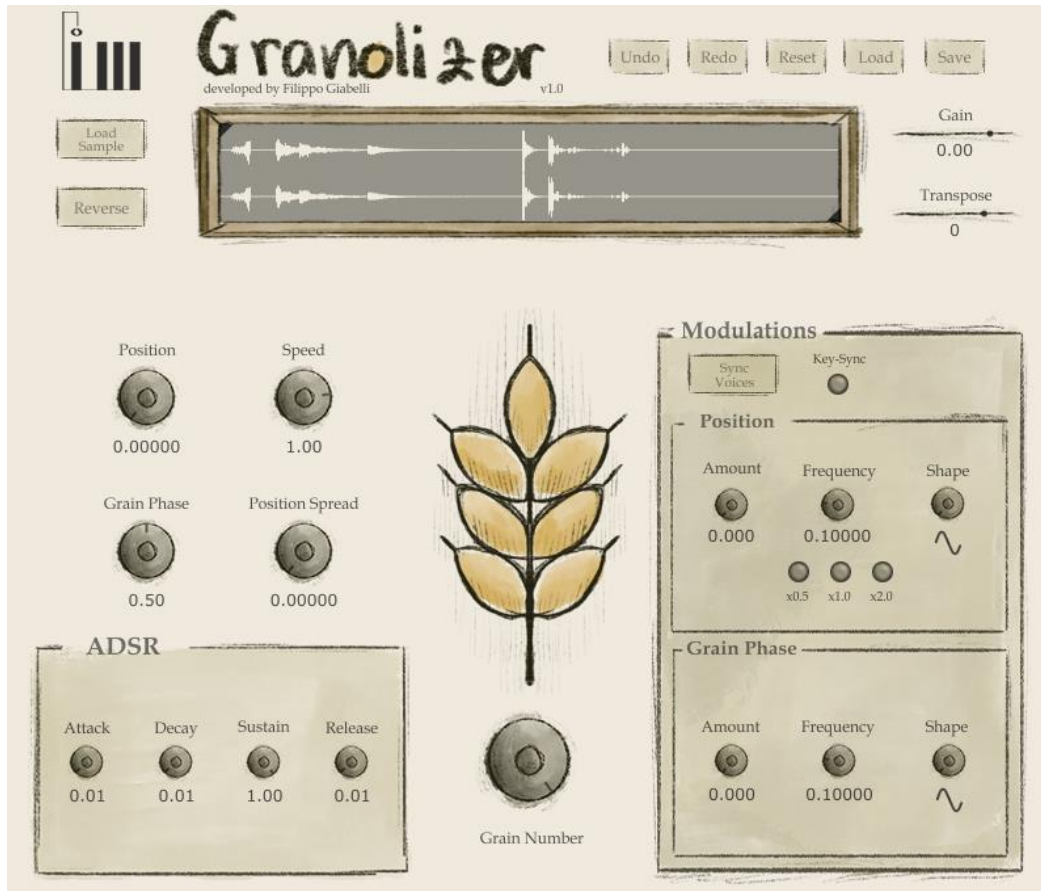 Granolizer
developed by Filippo Giabelli
v1.0
Undo
Redo
Reset
Load
Save
Load
Sample
Reverse
Gain
0.00
Transpose
0
Position
0.00000
Speed
1.00
Grain Phase
0.50
Position Spread
0.00000
ADSR
Attack
0.01
Decay
0.01
Sustain
1.00
Release
0.01
Grain Number
Modulations
Sync
Voices
Key-Sync
Position
Amount
0.000
Frequency
0.10000
Shape
x0.5
x1.0
x2.0
Grain Phase
Amount
0.000
Frequency
0.10000
Shape